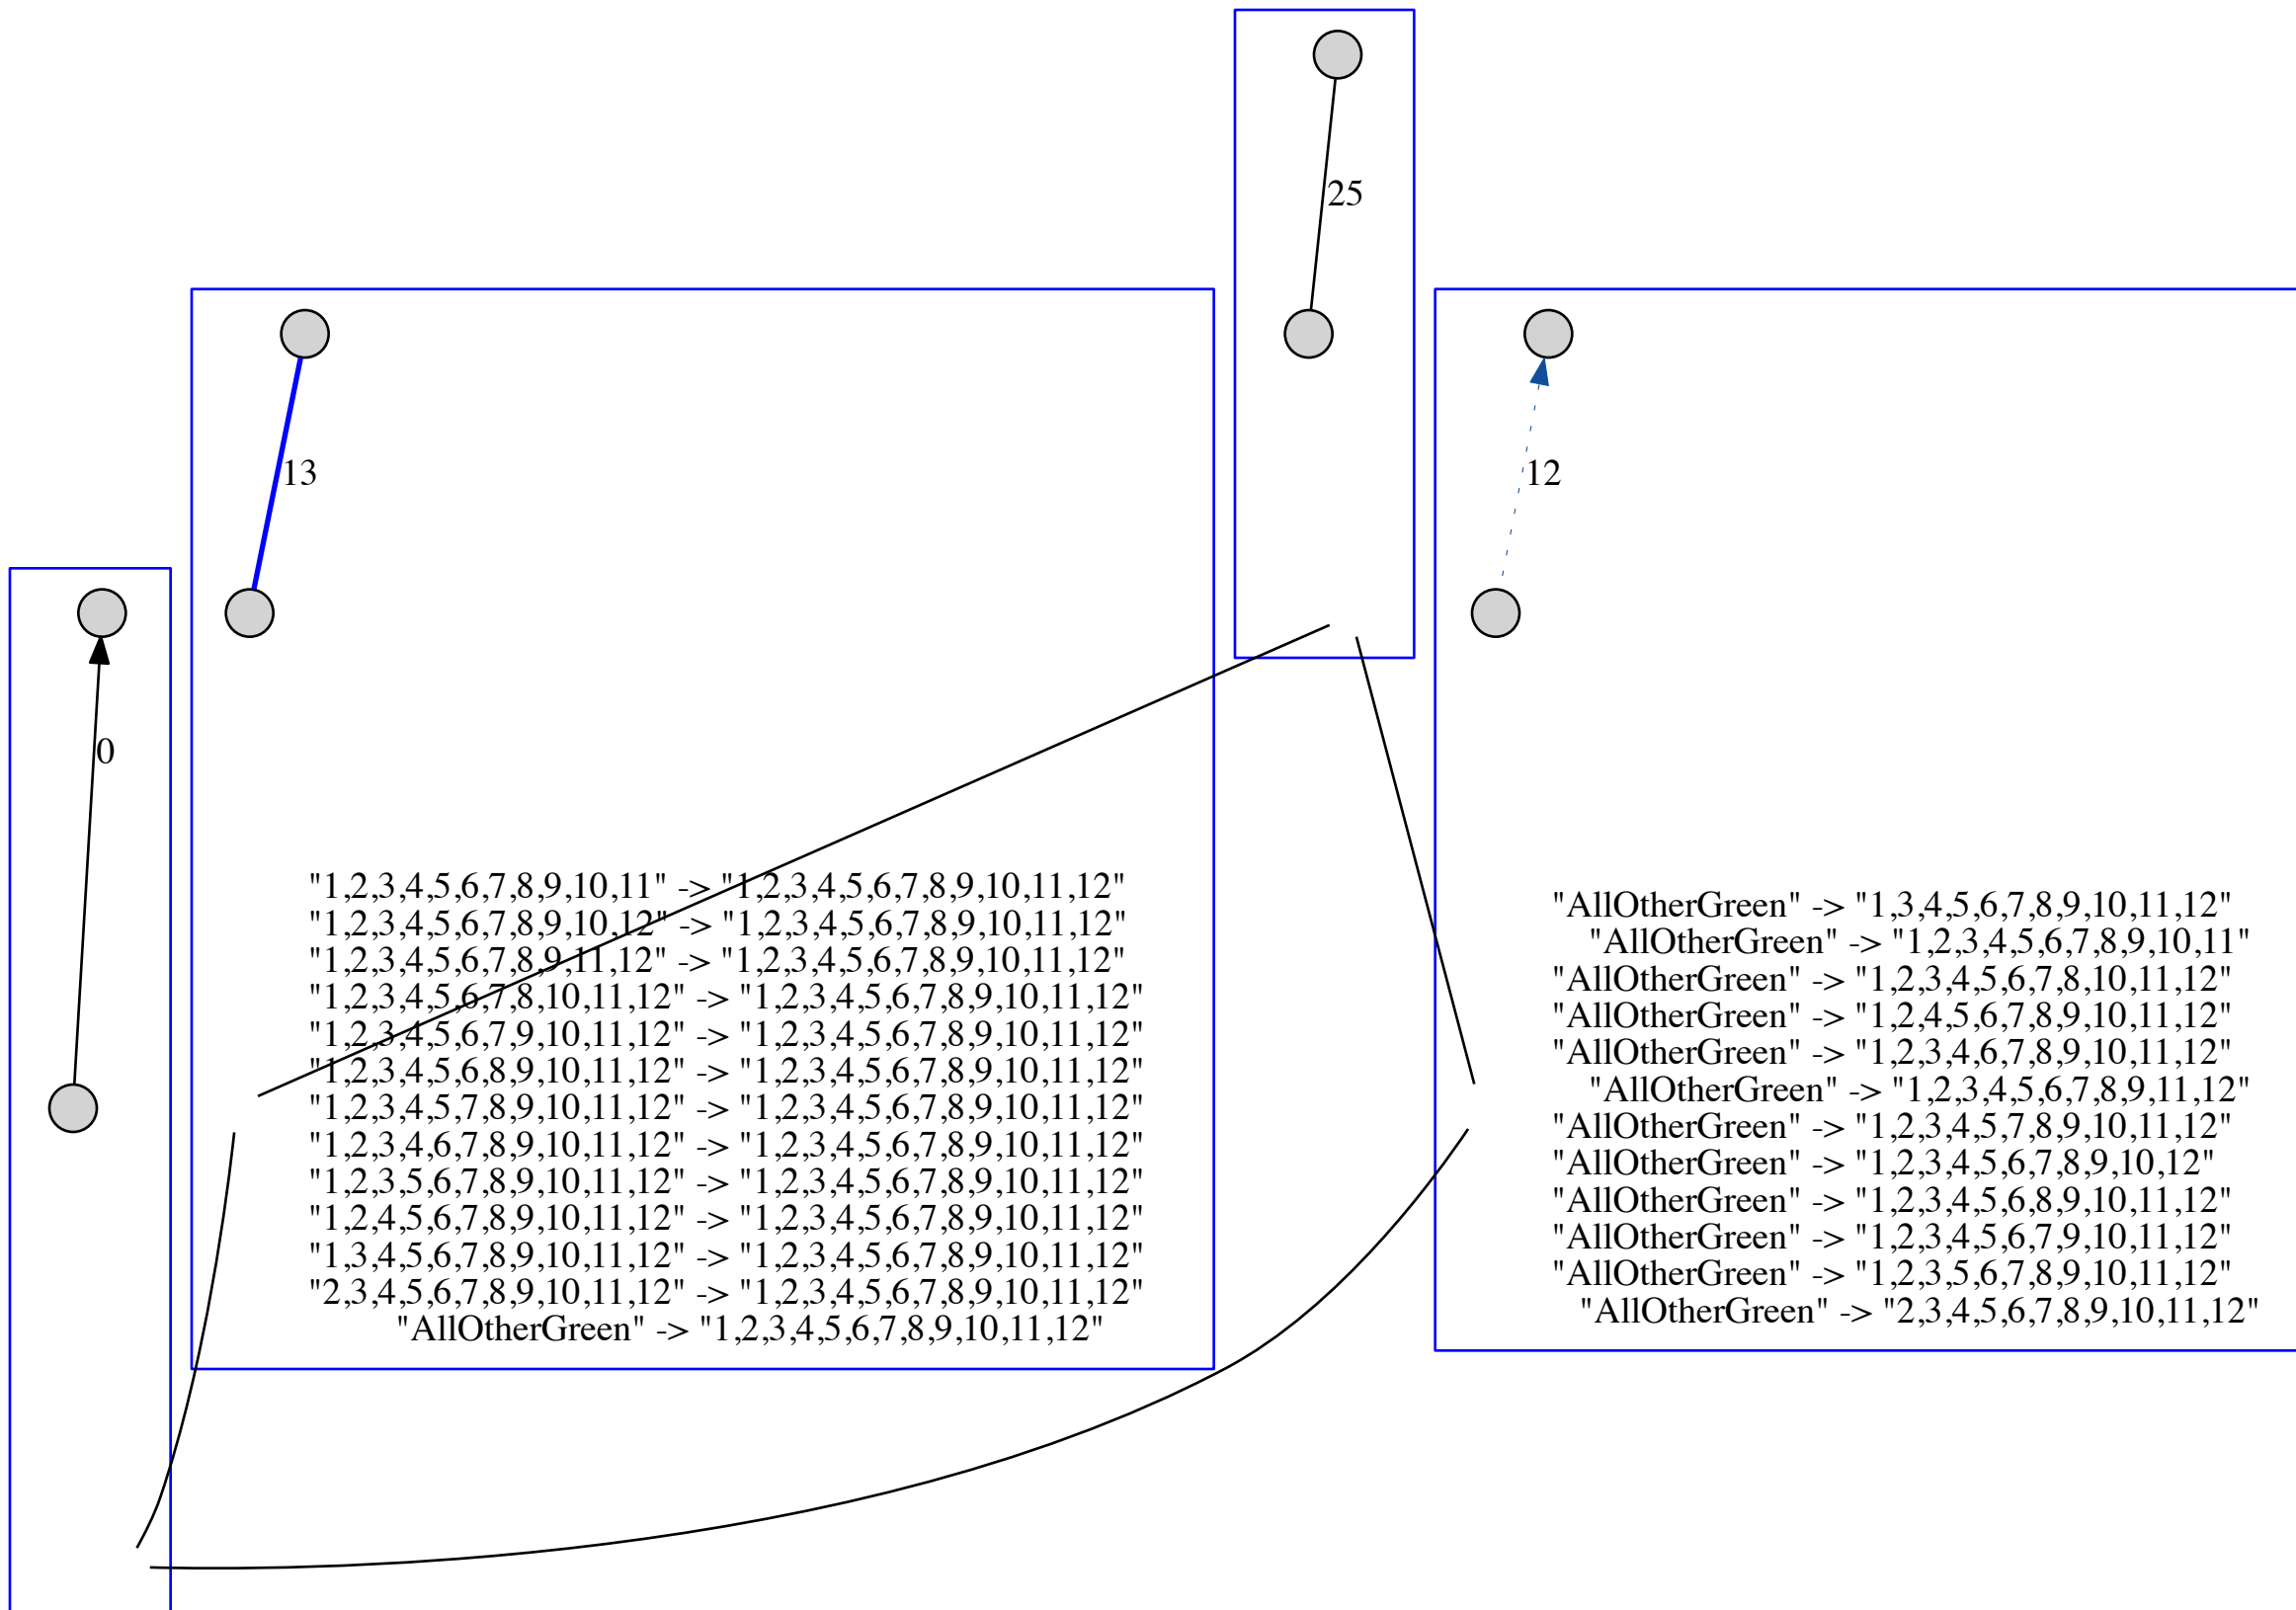 25
13
12
0
"1,2,3,4,5,6,7,8,9,10,11" -> "1,2,3,4,5,6,7,8,9,10,11,12"
"1,2,3,4,5,6,7,8,9,10,12" -> "1,2,3,4,5,6,7,8,9,10,11,12"
"1,2,3,4,5,6,7,8,9,11,12" -> "1,2,3,4,5,6,7,8,9,10,11,12"
"1,2,3,4,5,6,7,8,10,11,12" -> "1,2,3,4,5,6,7,8,9,10,11,12"
"1,2,3,4,5,6,7,9,10,11,12" -> "1,2,3,4,5,6,7,8,9,10,11,12"
"1,2,3,4,5,6,8,9,10,11,12" -> "1,2,3,4,5,6,7,8,9,10,11,12"
"1,2,3,4,5,7,8,9,10,11,12" -> "1,2,3,4,5,6,7,8,9,10,11,12"
"1,2,3,4,6,7,8,9,10,11,12" -> "1,2,3,4,5,6,7,8,9,10,11,12"
"1,2,3,5,6,7,8,9,10,11,12" -> "1,2,3,4,5,6,7,8,9,10,11,12"
"1,2,4,5,6,7,8,9,10,11,12" -> "1,2,3,4,5,6,7,8,9,10,11,12"
"1,3,4,5,6,7,8,9,10,11,12" -> "1,2,3,4,5,6,7,8,9,10,11,12"
"2,3,4,5,6,7,8,9,10,11,12" -> "1,2,3,4,5,6,7,8,9,10,11,12"
"AllOtherGreen" -> "1,2,3,4,5,6,7,8,9,10,11,12"
"AllOtherGreen" -> "1,3,4,5,6,7,8,9,10,11,12"
"AllOtherGreen" -> "1,2,3,4,5,6,7,8,9,10,11"
"AllOtherGreen" -> "1,2,3,4,5,6,7,8,10,11,12"
"AllOtherGreen" -> "1,2,4,5,6,7,8,9,10,11,12"
"AllOtherGreen" -> "1,2,3,4,6,7,8,9,10,11,12"
"AllOtherGreen" -> "1,2,3,4,5,6,7,8,9,11,12"
"AllOtherGreen" -> "1,2,3,4,5,7,8,9,10,11,12"
"AllOtherGreen" -> "1,2,3,4,5,6,7,8,9,10,12"
"AllOtherGreen" -> "1,2,3,4,5,6,8,9,10,11,12"
"AllOtherGreen" -> "1,2,3,4,5,6,7,9,10,11,12"
"AllOtherGreen" -> "1,2,3,5,6,7,8,9,10,11,12"
"AllOtherGreen" -> "2,3,4,5,6,7,8,9,10,11,12"